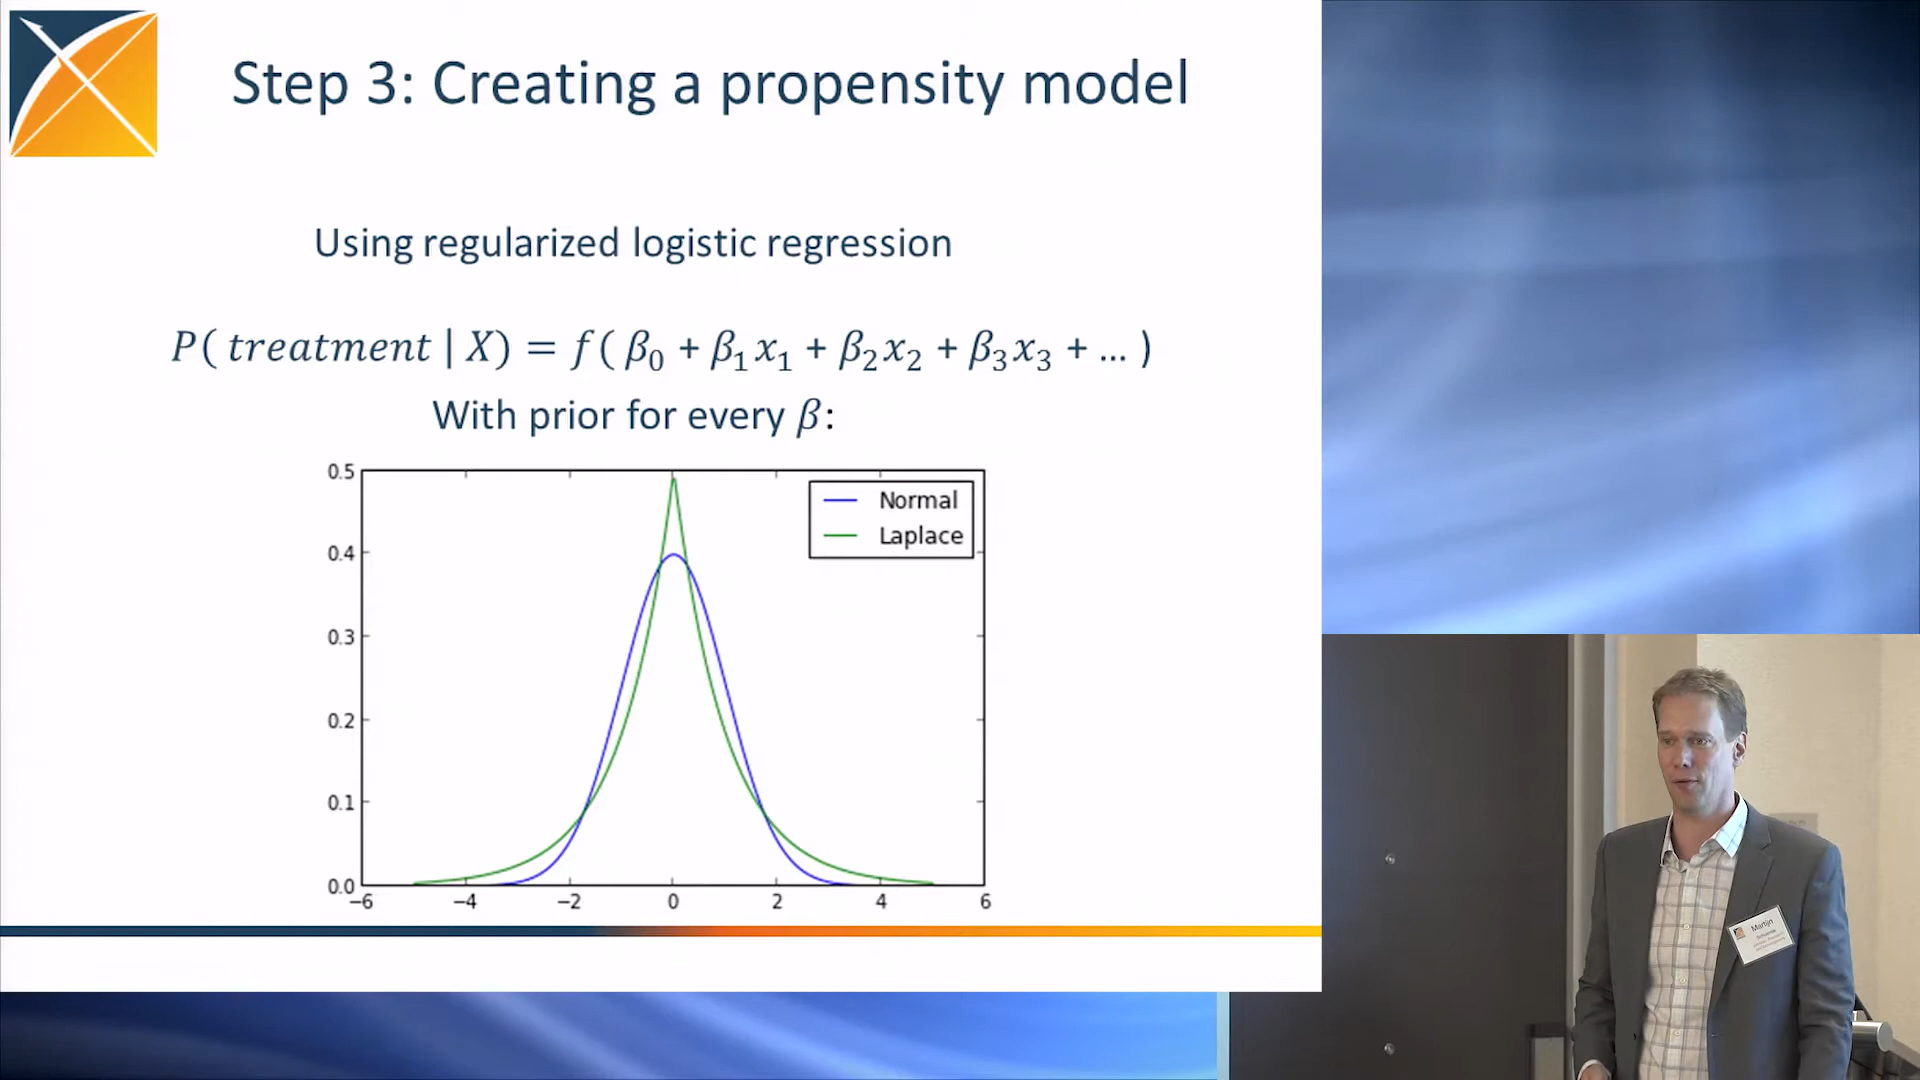 Step 3: Creating a propensity model
Using regularized logistic regression
P( treatment | X) = f( β₀ + β₁x₁ + β₂x₂ + β₃x₃ + ... )
With prior for every β:
0.5
0.4
0.3
0.2
0.1
0.0
−6 −4 −2 0 2 4 6
Normal
Laplace
Martijn